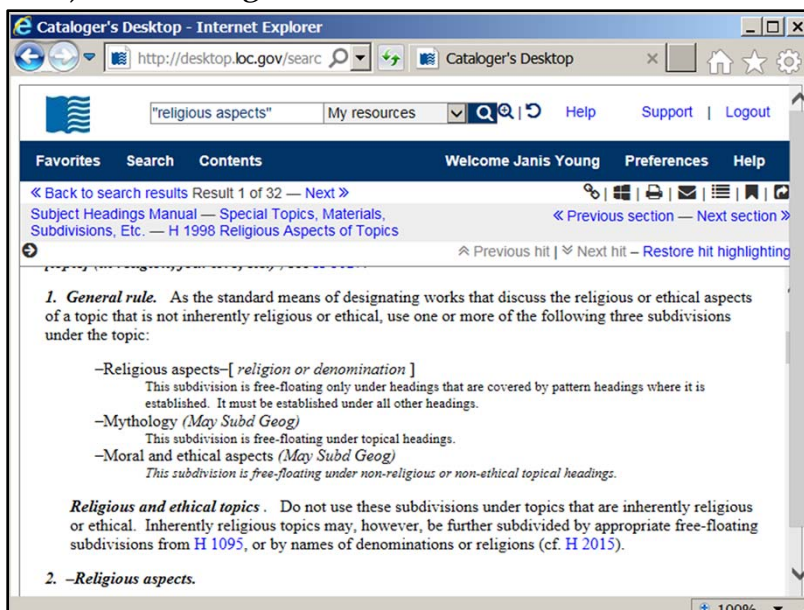 Cataloger's Desktop - Internet Explorer
http://desktop.loc.gov/searc
Cataloger's Desktop
"religious aspects"
My resources
Help
Support | Logout
Favorites Search Contents
Welcome Janis Young Preferences Help
« Back to search results Result 1 of 32 — Next »
Subject Headings Manual — Special Topics, Materials,
Subdivisions, Etc. — H 1998 Religious Aspects of Topics
« Previous section — Next section »
Previous hit | Next hit – Restore hit highlighting
1. General rule. As the standard means of designating works that discuss the religious or ethical aspects
of a topic that is not inherently religious or ethical, use one or more of the following three subdivisions
under the topic:
–Religious aspects–[ religion or denomination ]
This subdivision is free-floating only under headings that are covered by pattern headings where it is
established. It must be established under all other headings.
–Mythology (May Subd Geog)
This subdivision is free-floating under topical headings.
–Moral and ethical aspects (May Subd Geog)
This subdivision is free-floating under non-religious or non-ethical topical headings.
Religious and ethical topics . Do not use these subdivisions under topics that are inherently religious
or ethical. Inherently religious topics may, however, be further subdivided by appropriate free-floating
subdivisions from H 1095, or by names of denominations or religions (cf. H 2015).
2. –Religious aspects.
100%